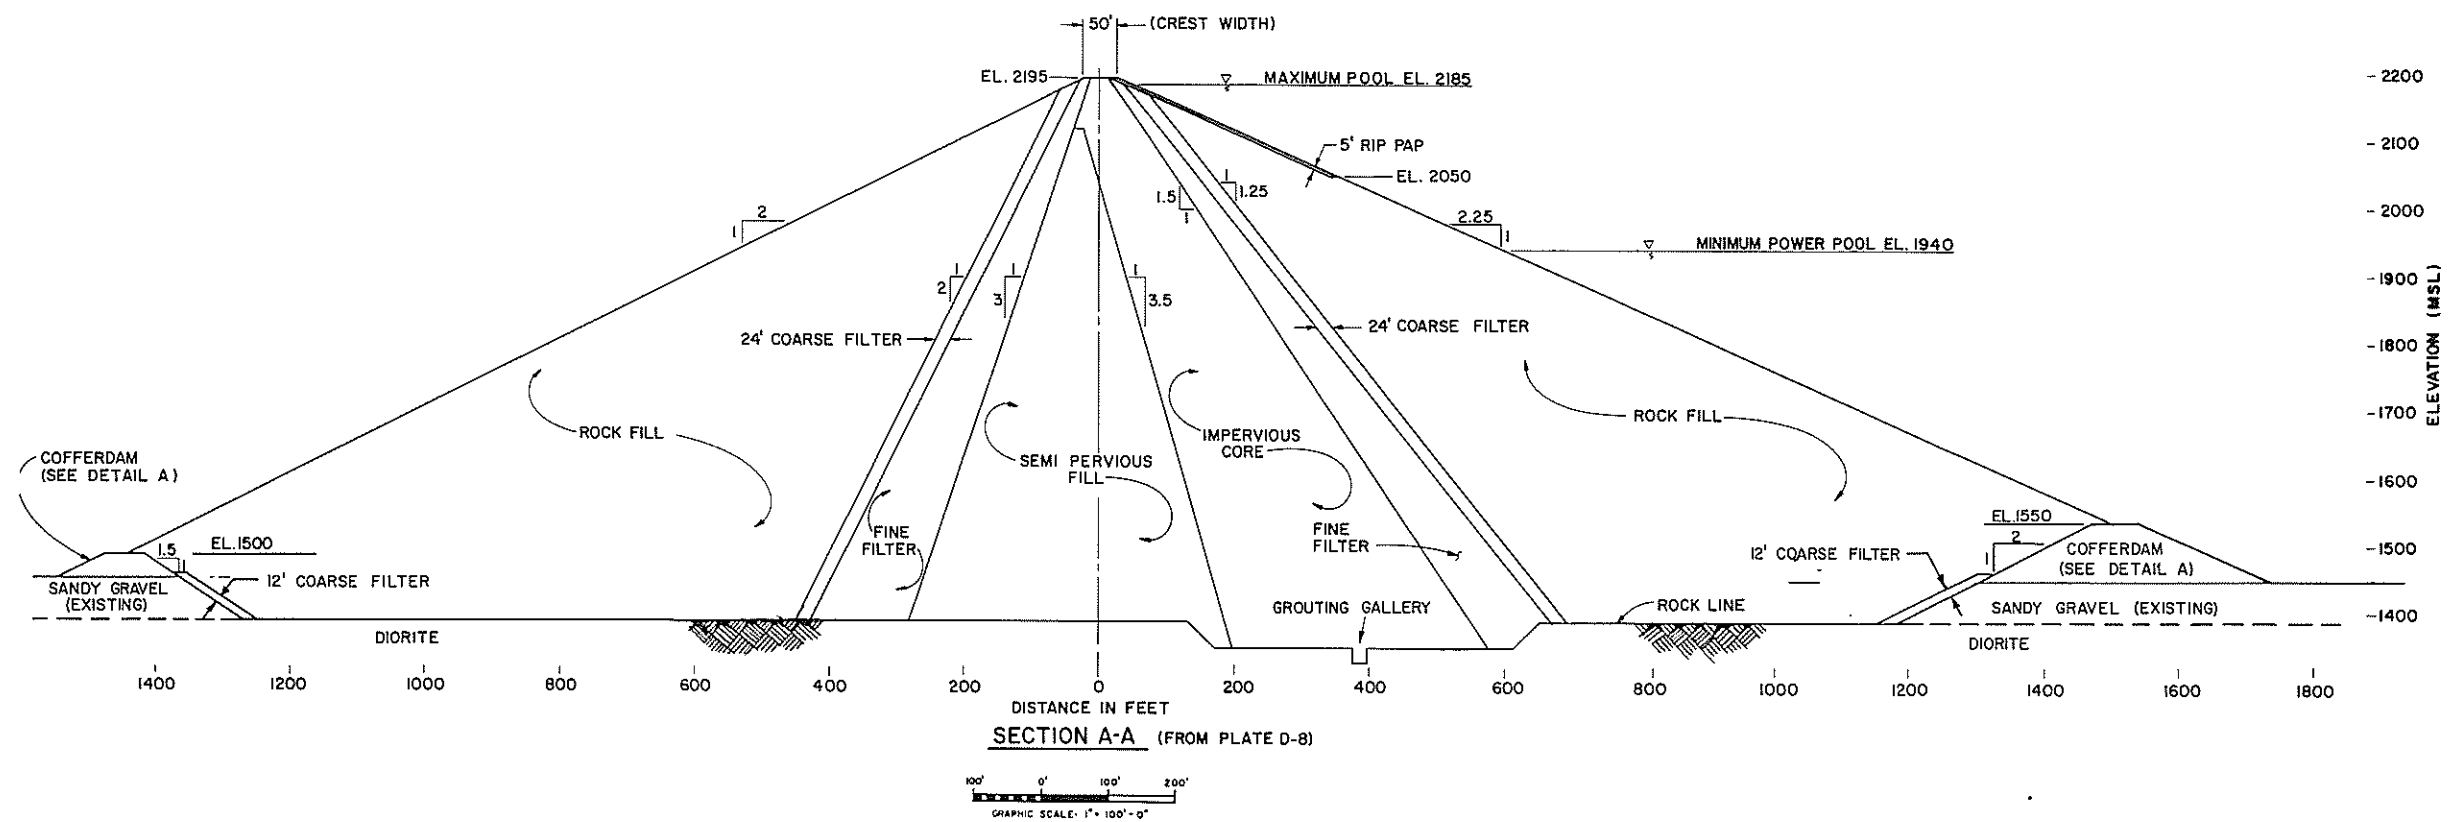 50' (CREST WIDTH)
EL. 2195
MAXIMUM POOL EL. 2185
- 2200
- 2100
- 2000
- 1900
- 1800
- 1700
- 1600
- 1500
- 1400
ELEVATION (MSL)
5' RIP PAP
EL. 2050
1
1.25
1.5
1
2
1
2.25
1
MINIMUM POWER POOL EL. 1940
1
2
1
3
1
3.5
24' COARSE FILTER
24' COARSE FILTER
ROCK FILL
ROCK FILL
IMPERVIOUS
CORE
SEMI PERVIOUS
FILL
COFFERDAM
(SEE DETAIL A)
FINE
FILTER
FINE
FILTER
EL. 1500
1.5
1
12' COARSE FILTER
SANDY GRAVEL
(EXISTING)
EL. 1550
2
1
12' COARSE FILTER
COFFERDAM
(SEE DETAIL A)
GROUTING GALLERY
ROCK LINE
SANDY GRAVEL (EXISTING)
DIORITE
DIORITE
1400 1200 1000 800 600 400 200 0 200 400 600 800 1000 1200 1400 1600 1800
DISTANCE IN FEET
SECTION A-A (FROM PLATE D-8)
100' 0' 100' 200'
GRAPHIC SCALE: 1" = 100'-0"